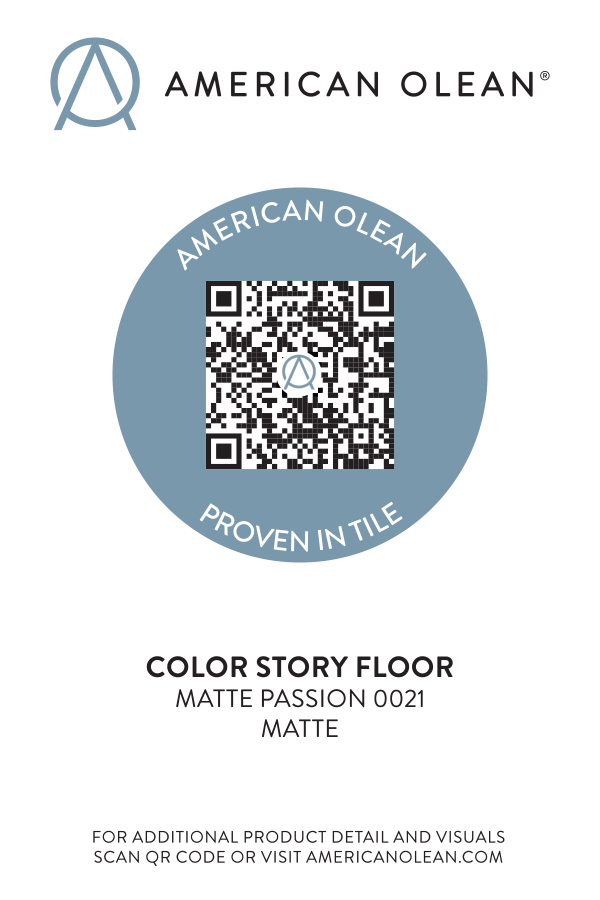 AMERICAN OLEAN®
AMERICAN OLEAN
PROVEN IN TILE
COLOR STORY FLOOR
MATTE PASSION 0021
MATTE
FOR ADDITIONAL PRODUCT DETAIL AND VISUALS
SCAN QR CODE OR VISIT AMERICANOLEAN.COM